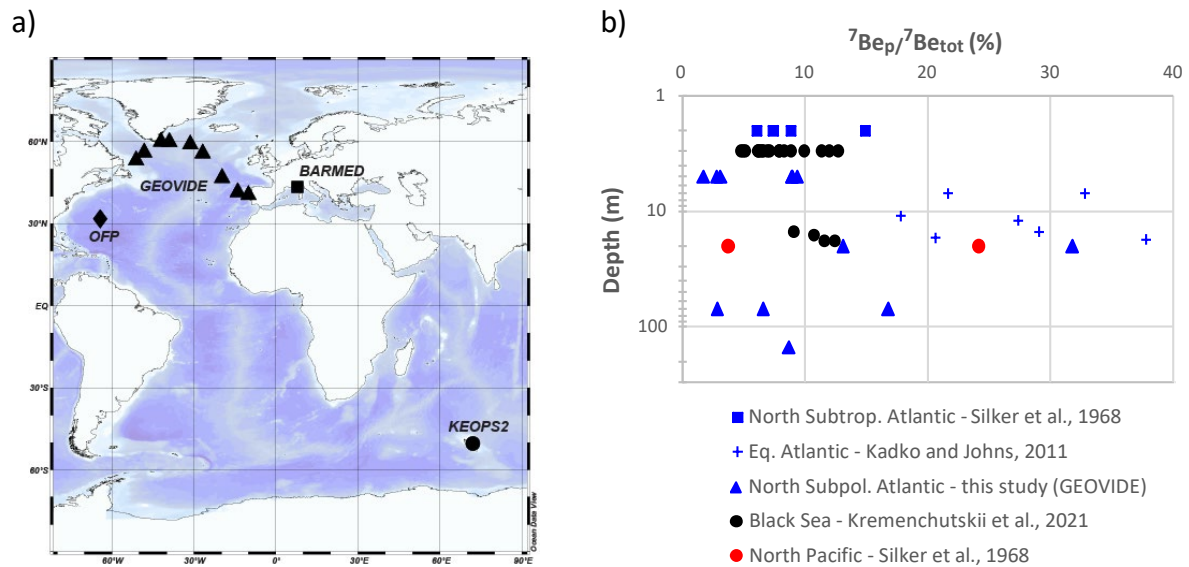 a)
60°N
30°N
EQ
30°S
60°S
60°W
30°W
0°
30°E
60°E
90°E
GEOVIDE
BARMED
OFP
KEOPS2
Ocean Data View
b)
⁷Beₚ/⁷Beₜₒₜ (%)
0 10 20 30 40
1
10
100
Depth (m)
North Subtrop. Atlantic - Silker et al., 1968
Eq. Atlantic - Kadko and Johns, 2011
North Subpol. Atlantic - this study (GEOVIDE)
Black Sea - Kremenchutskii et al., 2021
North Pacific - Silker et al., 1968